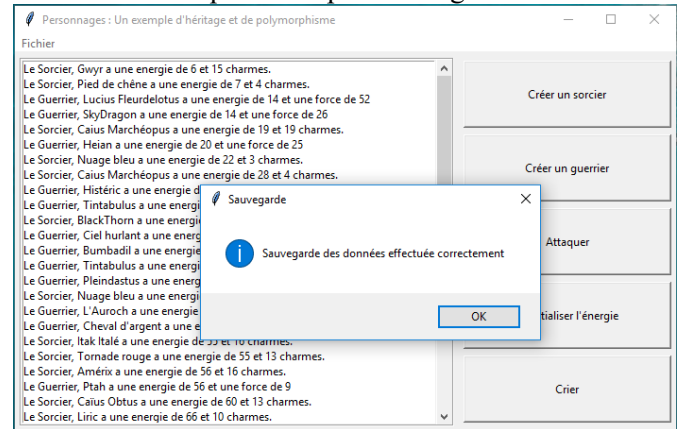 Personnages : Un exemple d'héritage et de polymorphisme
Fichier
Le Sorcier, Gwyr a une energie de 6 et 15 charmes.
Le Sorcier, Pied de chêne a une energie de 7 et 4 charmes.
Le Guerrier, Lucius Fleurdelotus a une energie de 14 et une force de 52
Le Guerrier, SkyDragon a une energie de 14 et une force de 26
Le Sorcier, Caius Marchéopus a une energie de 19 et 19 charmes.
Le Guerrier, Heian a une energie de 20 et une force de 25
Le Sorcier, Nuage bleu a une energie de 22 et 3 charmes.
Le Sorcier, Caius Marchéopus a une energie de 28 et 4 charmes.
Le Guerrier, Histéric a une energie d
Le Guerrier, Tintabulus a une energi
Le Sorcier, BlackThorn a une energi
Le Guerrier, Ciel hurlant a une energ
Le Guerrier, Bumbadil a une energie
Le Guerrier, Tintabulus a une energi
Le Guerrier, Pleindastus a une energ
Le Sorcier, Nuage bleu a une energi
Le Guerrier, L'Auroch a une energie
Le Guerrier, Cheval d'argent a une e
Le Sorcier, Itak Italé a une energie de 55 et 10 charmes.
Le Sorcier, Tornade rouge a une energie de 55 et 13 charmes.
Le Sorcier, Amérix a une energie de 56 et 16 charmes.
Le Guerrier, Ptah a une energie de 56 et une force de 9
Le Sorcier, Caïus Obtus a une energie de 60 et 13 charmes.
Le Sorcier, Liric a une energie de 66 et 10 charmes.
Créer un sorcier
Créer un guerrier
Attaquer
tialiser l'énergie
Crier
Sauvegarde
Sauvegarde des données effectuée correctement
OK